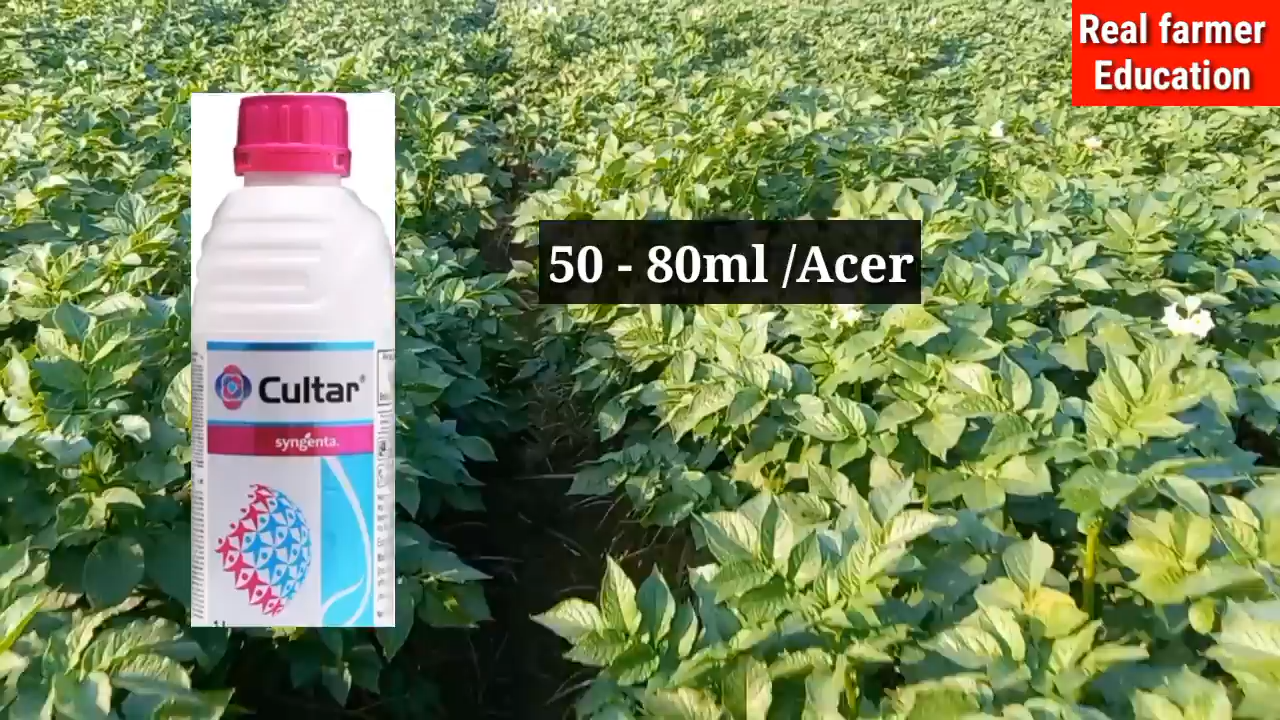 Real farmer
Education
50 - 80ml /Acer
Cultar®
syngenta.